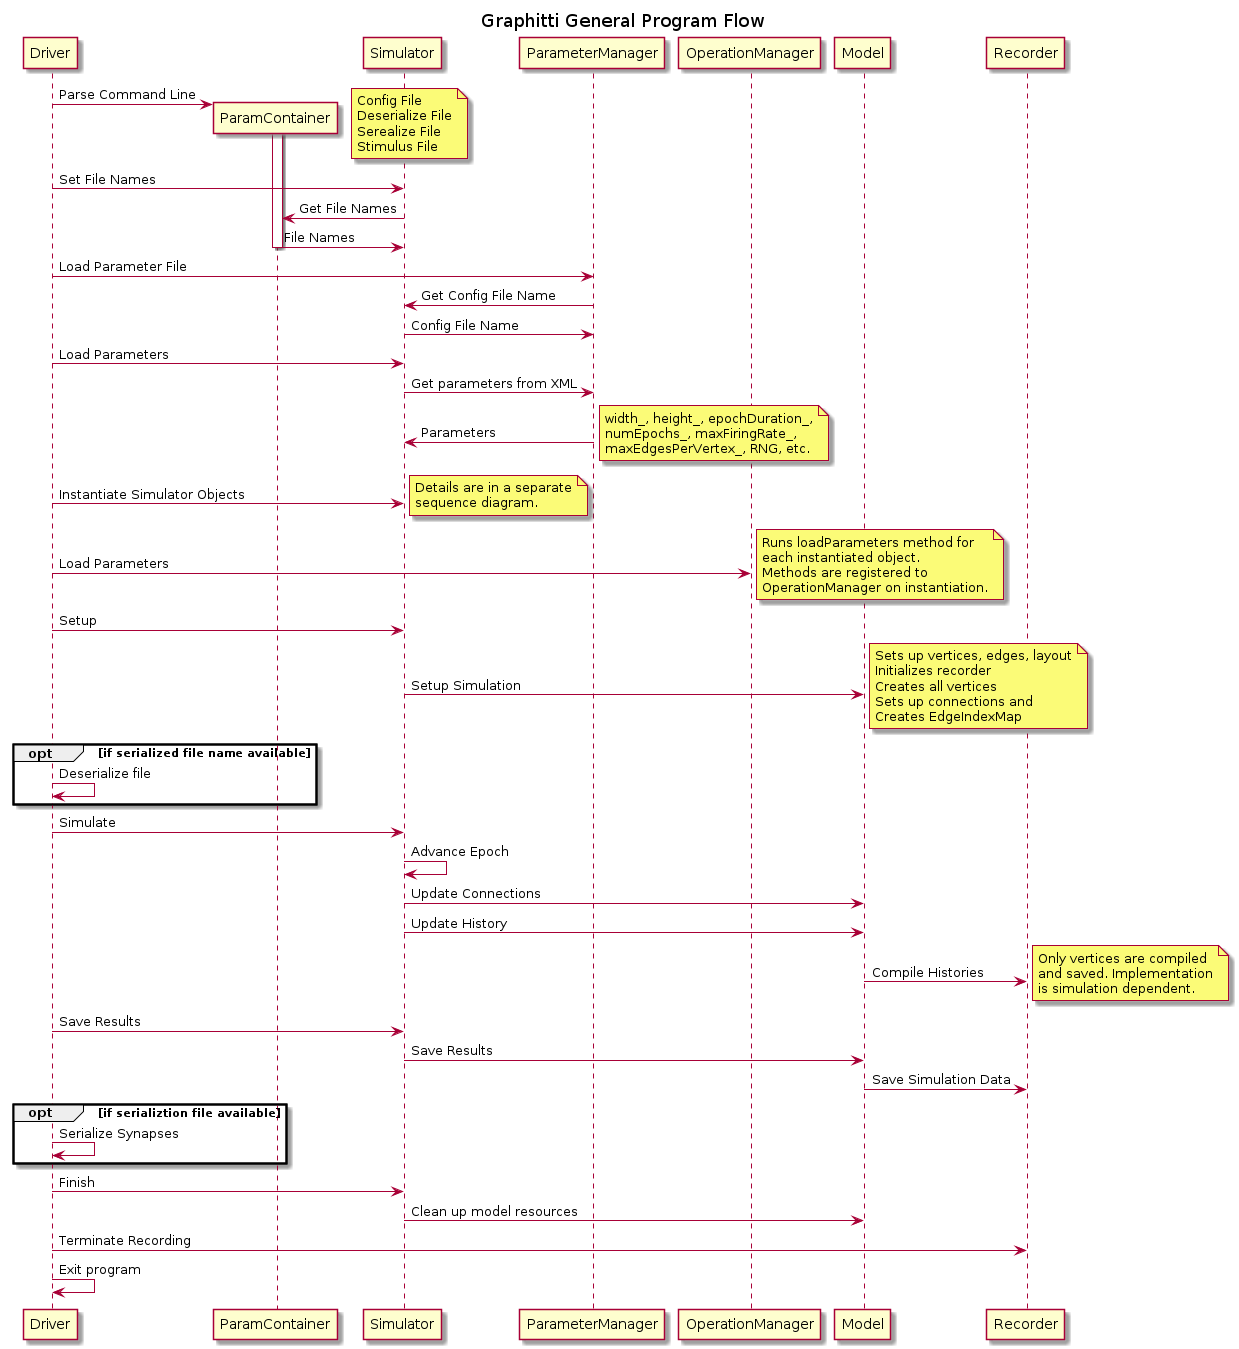 Graphitti General Program Flow
Driver
Simulator
ParameterManager
OperationManager
Model
Recorder
Parse Command Line
ParamContainer
Config File
Deserialize File
Serealize File
Stimulus File
Set File Names
Get File Names
File Names
Load Parameter File
Get Config File Name
Config File Name
Load Parameters
Get parameters from XML
width_, height_, epochDuration_,
numEpochs_, maxFiringRate_,
maxEdgesPerVertex_, RNG, etc.
Parameters
Details are in a separate
sequence diagram.
Instantiate Simulator Objects
Runs loadParameters method for
each instantiated object.
Methods are registered to
OperationManager on instantiation.
Load Parameters
Setup
Sets up vertices, edges, layout
Initializes recorder
Creates all vertices
Sets up connections and
Creates EdgeIndexMap
Setup Simulation
opt [if serialized file name available]
Deserialize file
Simulate
Advance Epoch
Update Connections
Update History
Only vertices are compiled
and saved. Implementation
is simulation dependent.
Compile Histories
Save Results
Save Results
Save Simulation Data
opt [if serializtion file available]
Serialize Synapses
Finish
Clean up model resources
Terminate Recording
Exit program
Driver
ParamContainer
Simulator
ParameterManager
OperationManager
Model
Recorder